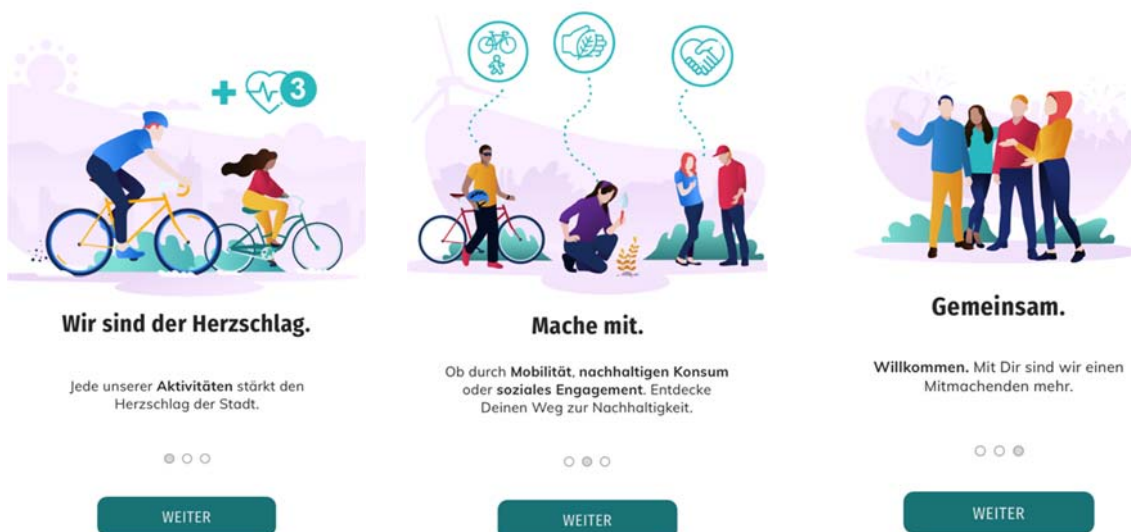 + 3
Wir sind der Herzschlag.
Jede unserer Aktivitäten stärkt den
Herzschlag der Stadt.
WEITER
Mache mit.
Ob durch Mobilität, nachhaltigen Konsum
oder soziales Engagement. Entdecke
Deinen Weg zur Nachhaltigkeit.
WEITER
Gemeinsam.
Willkommen. Mit Dir sind wir einen
Mitmachenden mehr.
WEITER